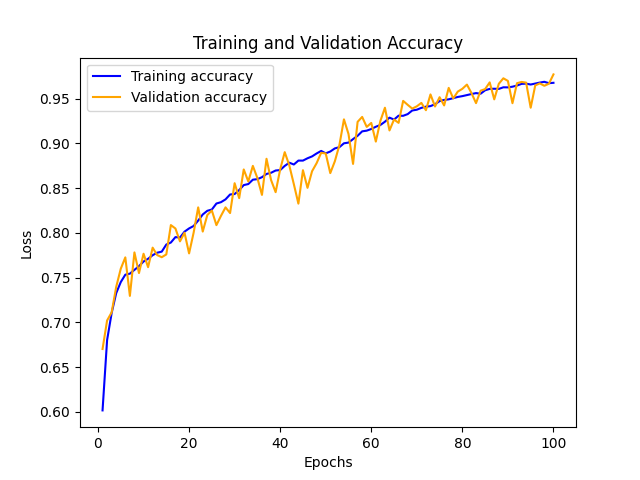 Training and Validation Accuracy
Training accuracy
Validation accuracy
0.95
0.90
0.85
0.80
0.75
0.70
0.65
0.60
Loss
0 20 40 60 80 100
Epochs